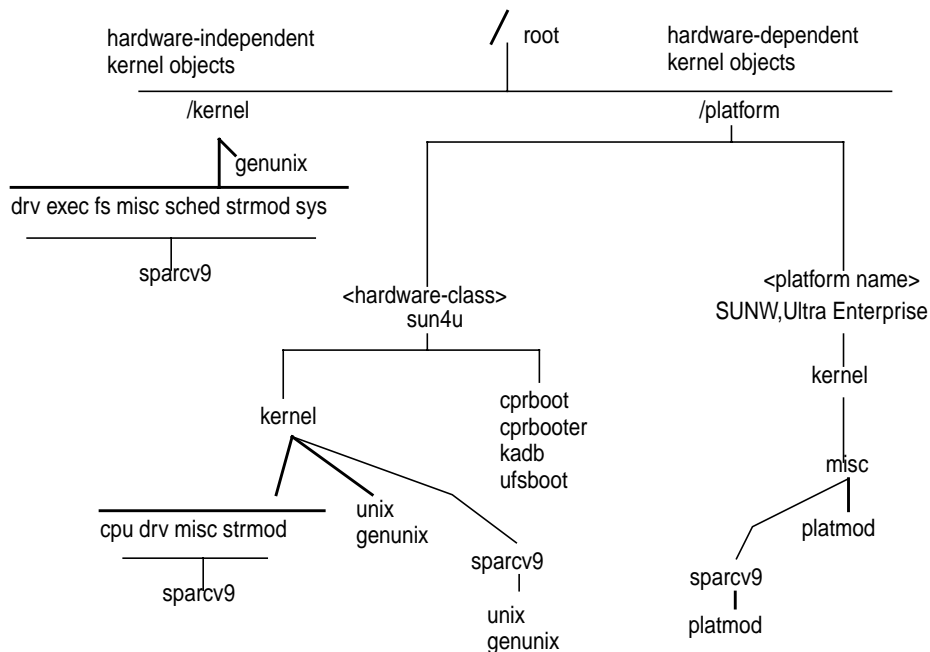 hardware-independent
kernel objects
root
hardware-dependent
kernel objects
/kernel
/platform
genunix
drv exec fs misc sched strmod sys
sparcv9
<hardware-class>
sun4u
<platform name>
SUNW,Ultra Enterprise
kernel
cprboot
cprbooter
kadb
ufsboot
kernel
misc
cpu drv misc strmod
unix
genunix
platmod
sparcv9
sparcv9
sparcv9
unix
genunix
platmod